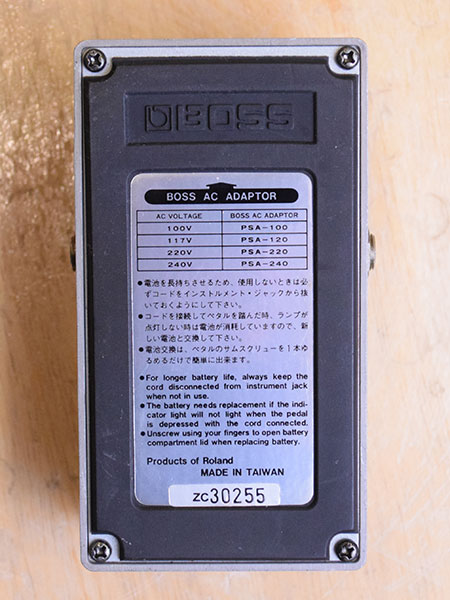 BOSS
BOSS AC ADAPTOR
AC VOLTAGE BOSS AC ADAPTOR
100V PSA-100
117V PSA-120
220V PSA-220
240V PSA-240
●電池を長持ちさせるため、使用しないときは必
ずコードをインストルメント・ジャックから抜
いておくようにして下さい。
●コードを接続してペダルを踏んだ時、ランプが
点灯しない時は電池が消耗していますので、新
しい電池と交換して下さい。
●電池交換は、ペダルのサムスクリューを1本ゆ
るめるだけで簡単に出来ます。
●For longer battery life, always keep the
cord disconnected from instrument jack
when not in use.
●The battery needs replacement if the indi-
cator light will not light when the pedal
is depressed with the cord connected.
●Unscrew using your fingers to open battery
compartment lid when replacing battery.
Products of Roland
MADE IN TAIWAN
ZC30255